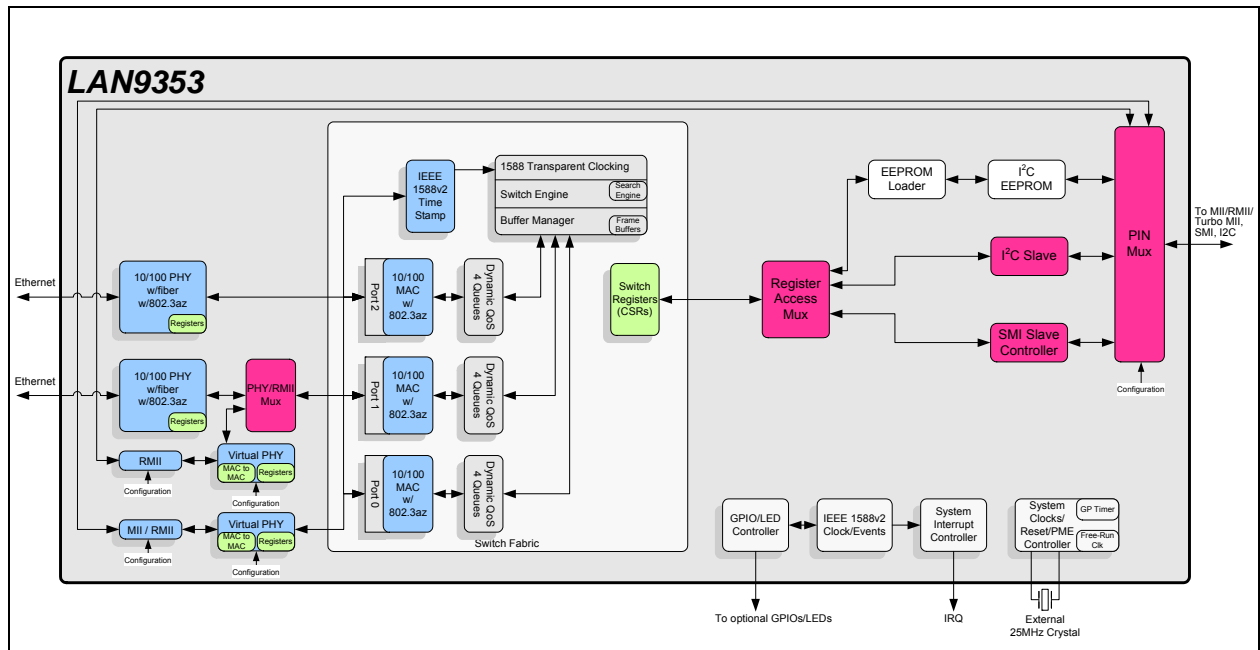 LAN9353
IEEE
1588v2
Time
Stamp
1588 Transparent Clocking
Switch Engine
Search
Engine
Buffer Manager
Frame
Buffers
EEPROM
Loader
I²C
EEPROM
PIN
Mux
To MII/RMII/
Turbo MII,
SMI, I2C
Ethernet
10/100 PHY
w/fiber
w/802.3az
Registers
Port 2
10/100
MAC
w/
802.3az
Dynamic QoS
4 Queues
Switch
Registers
(CSRs)
Register
Access
Mux
I²C Slave
SMI Slave
Controller
Configuration
Ethernet
10/100 PHY
w/fiber
w/802.3az
Registers
PHY/RMII
Mux
Port 1
10/100
MAC
w/
802.3az
Dynamic QoS
4 Queues
RMII
Configuration
Virtual PHY
MAC to
MAC
Registers
Configuration
Port 0
10/100
MAC
w/
802.3az
Dynamic QoS
4 Queues
MII / RMII
Configuration
Virtual PHY
MAC to
MAC
Registers
Configuration
Switch Fabric
GPIO/LED
Controller
IEEE 1588v2
Clock/Events
System
Interrupt
Controller
System
Clocks/
Reset/PME
Controller
GP Timer
Free-Run
Clk
To optional GPIOs/LEDs
IRQ
External
25MHz Crystal